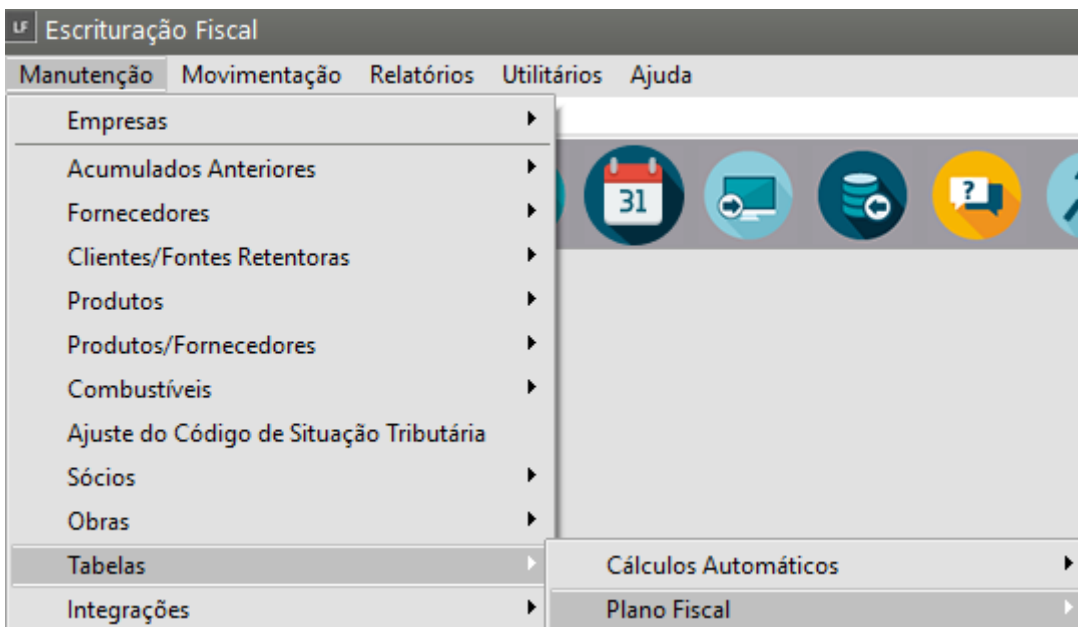 LF Escrituração Fiscal
Manutenção Movimentação Relatórios Utilitários Ajuda
Empresas
31
?
Acumulados Anteriores
Fornecedores
Clientes/Fontes Retentoras
Produtos
Produtos/Fornecedores
Combustíveis
Ajuste do Código de Situação Tributária
Sócios
Obras
Tabelas
Cálculos Automáticos
Integrações
Plano Fiscal